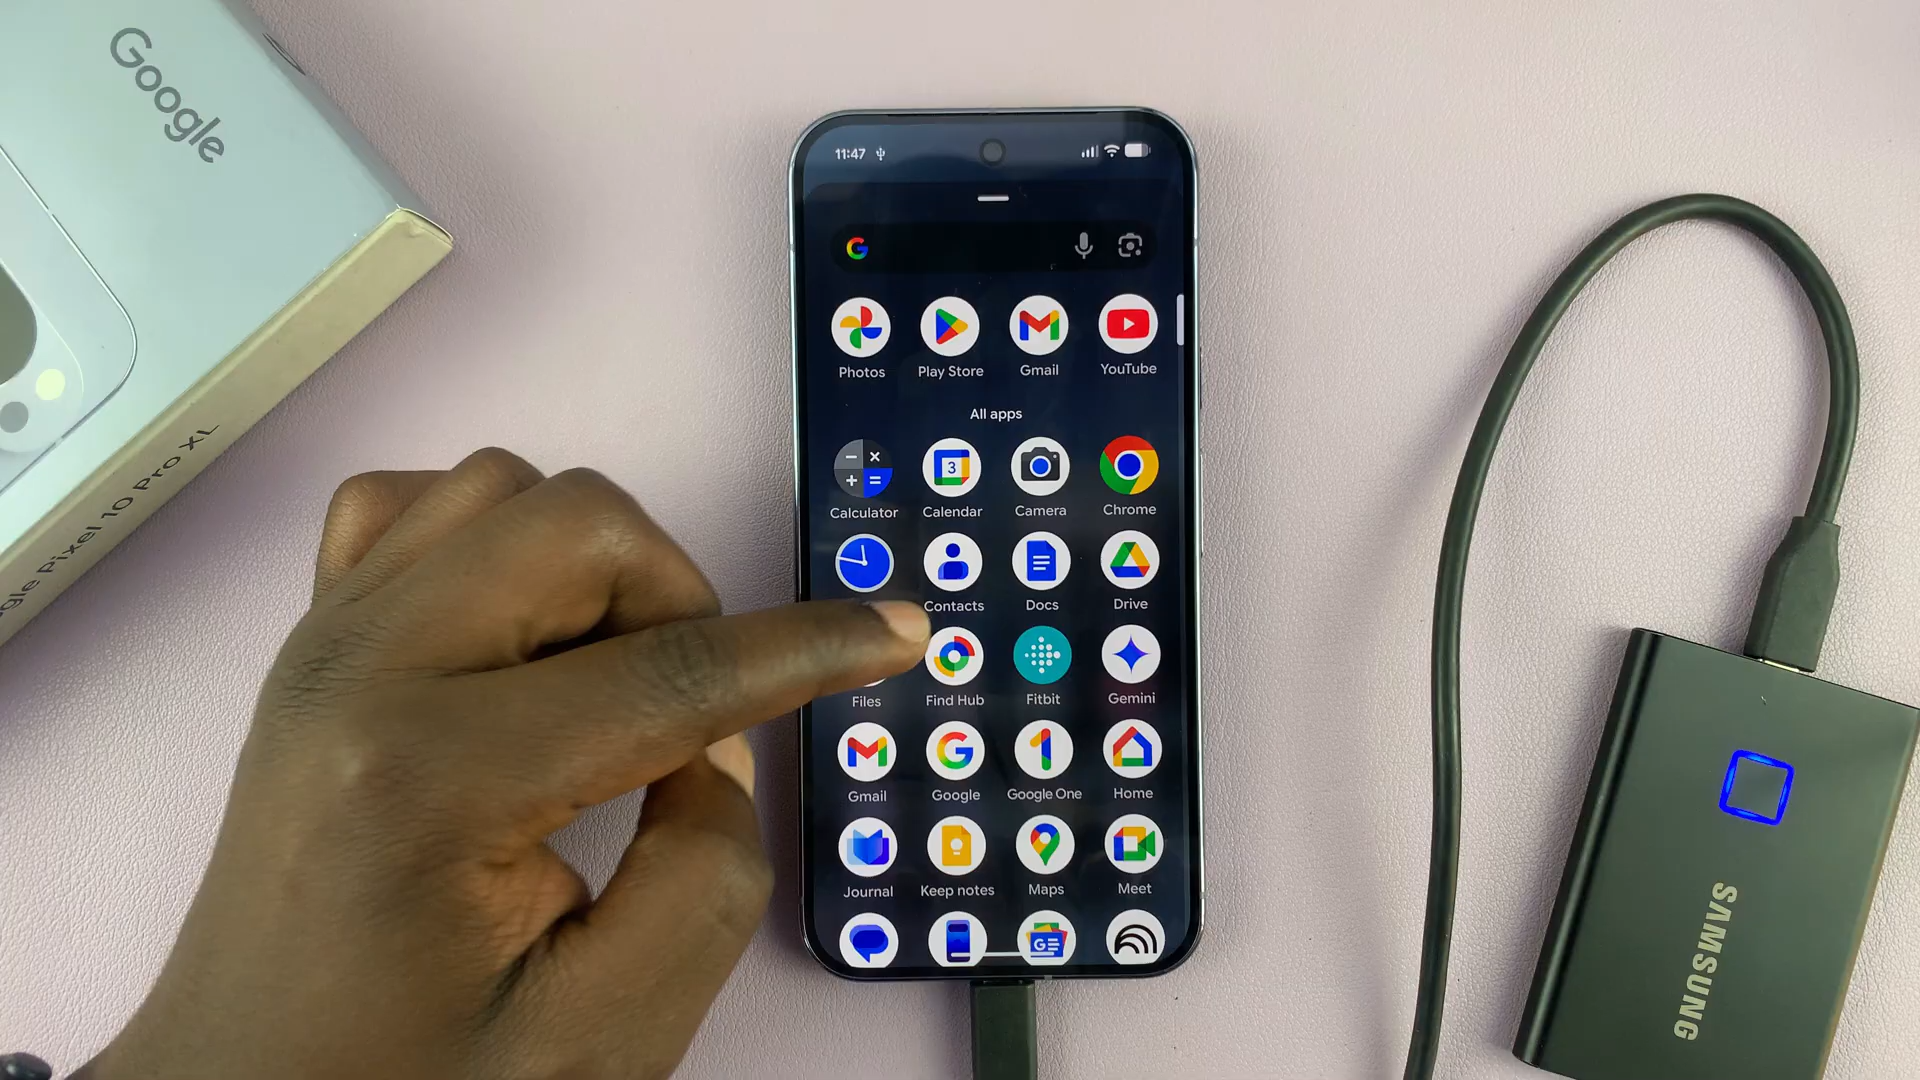 Google
gle Pixel 10 Pro XL
11:47
Photos
Play Store
Gmail
YouTube
All apps
Calculator
3
Calendar
Camera
Chrome
Contacts
Docs
Drive
Files
Find Hub
Fitbit
Gemini
Gmail
Google
Google One
Home
Journal
Keep notes
Maps
Meet
SAMSUNG